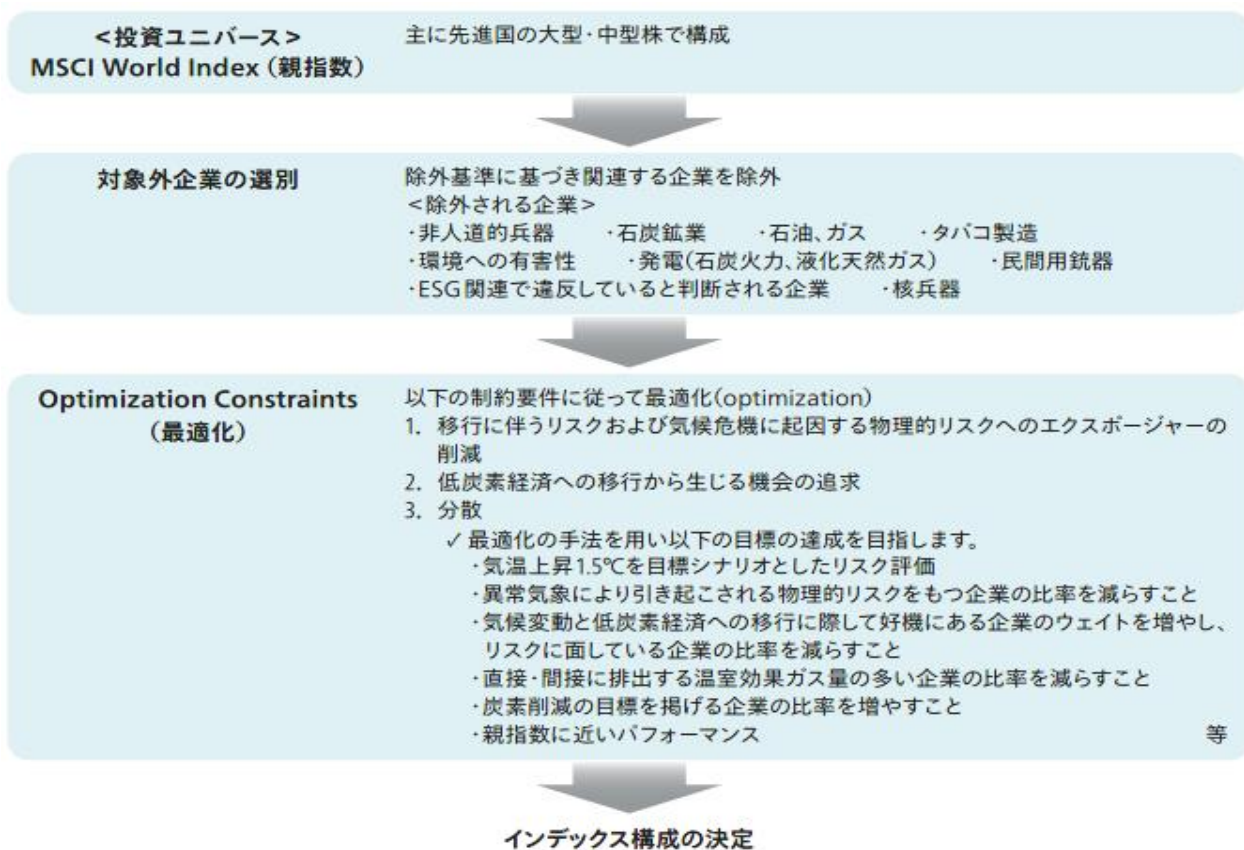 <投資ユニバース>
MSCI World Index (親指数)
主に先進国の大型・中型株で構成
対象外企業の選別
除外基準に基づき関連する企業を除外
<除外される企業>
・非人道的兵器 ・石炭鉱業 ・石油、ガス ・タバコ製造
・環境への有害性 ・発電(石炭火力、液化天然ガス) ・民間用銃器
・ESG関連で違反していると判断される企業 ・核兵器
Optimization Constraints
(最適化)
以下の制約要件に従って最適化(optimization)
1. 移行に伴うリスクおよび気候危機に起因する物理的リスクへのエクスポージャーの
削減
2. 低炭素経済への移行から生じる機会の追求
3. 分散
✓ 最適化の手法を用い以下の目標の達成を目指します。
・気温上昇1.5℃を目標シナリオとしたリスク評価
・異常気象により引き起こされる物理的リスクをもつ企業の比率を減らすこと
・気候変動と低炭素経済への移行に際して好機にある企業のウェイトを増やし、
リスクに面している企業の比率を減らすこと
・直接・間接に排出する温室効果ガス量の多い企業の比率を減らすこと
・炭素削減の目標を掲げる企業の比率を増やすこと
・親指数に近いパフォーマンス 等
インデックス構成の決定